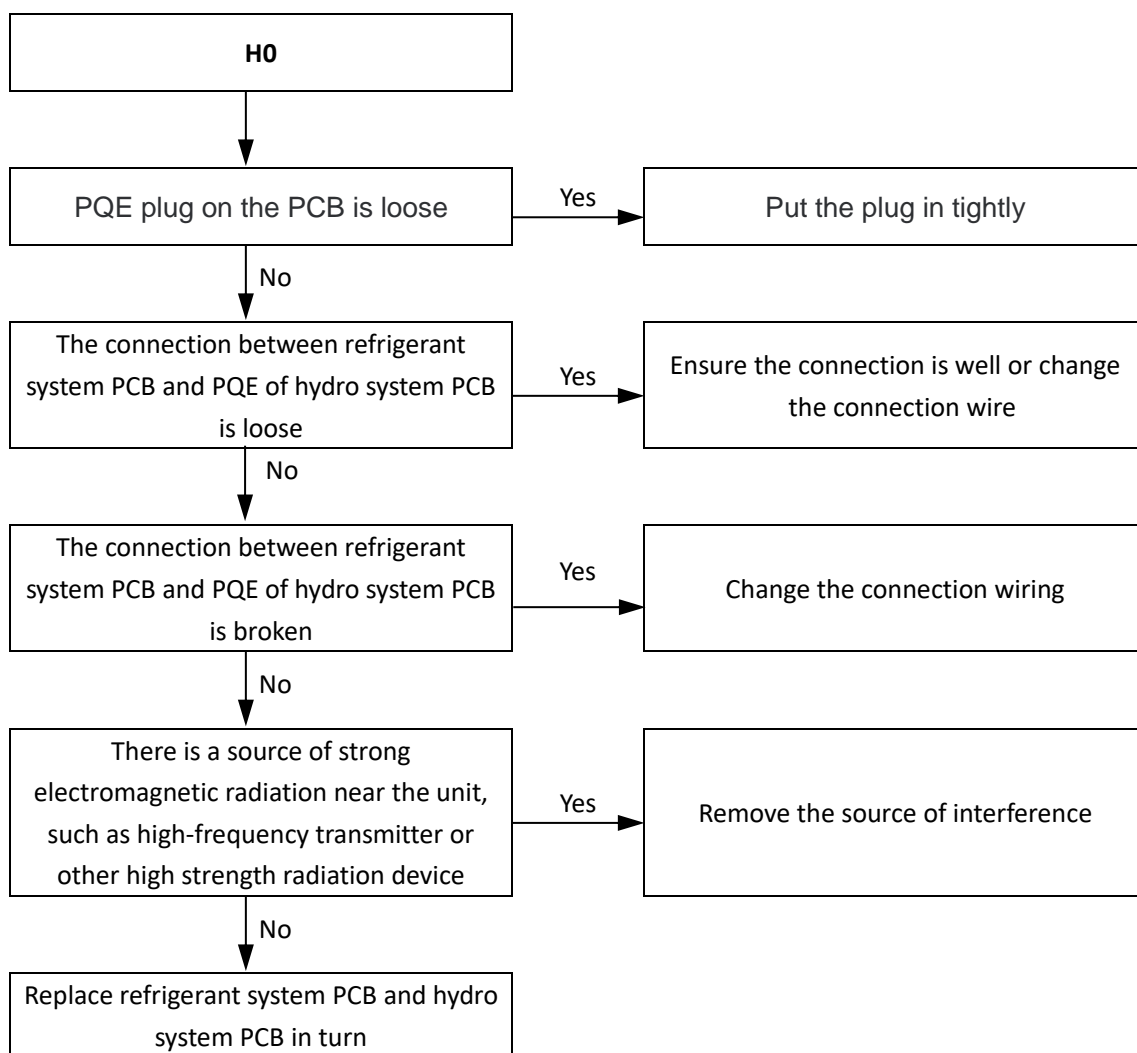 H0
PQE plug on the PCB is loose
Yes
Put the plug in tightly
No
The connection between refrigerant
system PCB and PQE of hydro system PCB
is loose
Yes
Ensure the connection is well or change
the connection wire
No
The connection between refrigerant
system PCB and PQE of hydro system PCB
is broken
Yes
Change the connection wiring
No
There is a source of strong
electromagnetic radiation near the unit,
such as high-frequency transmitter or
other high strength radiation device
Yes
Remove the source of interference
No
Replace refrigerant system PCB and hydro
system PCB in turn